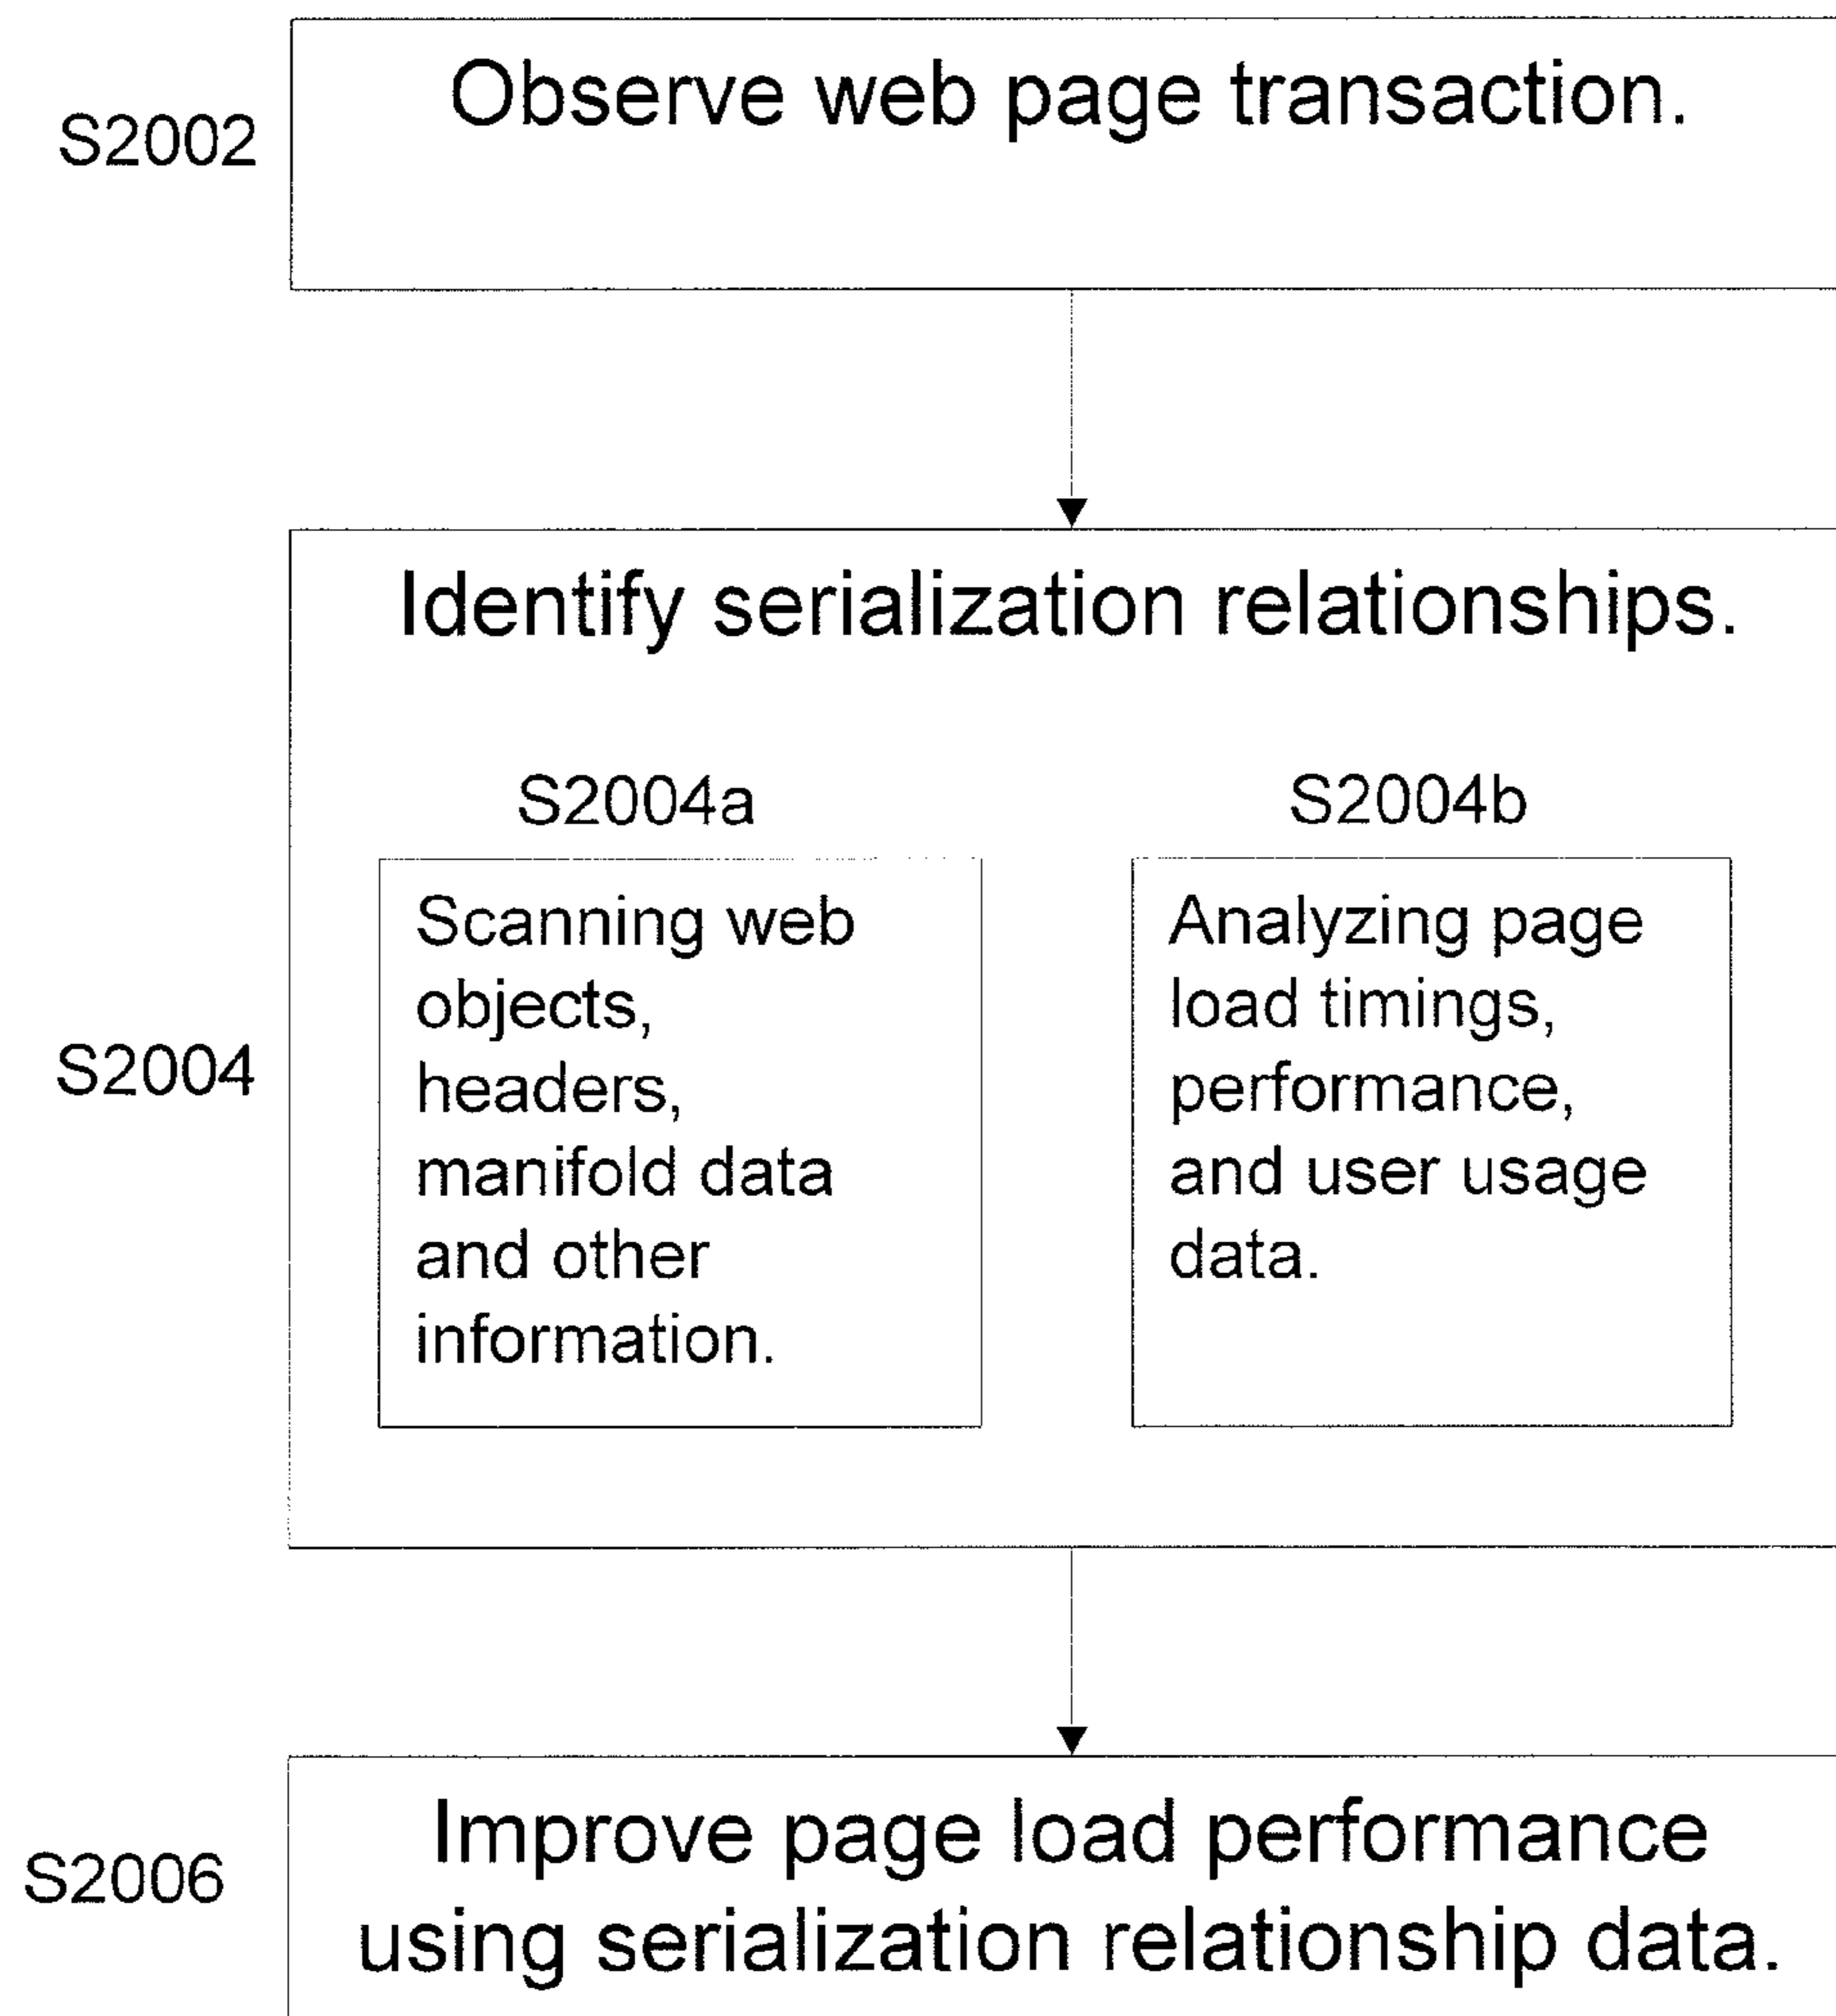 S2002
Observe web page transaction.
S2004
Identify serialization relationships.
S2004a
Scanning web
objects,
headers,
manifold data
and other
information.
S2004b
Analyzing page
load timings,
performance,
and user usage
data.
S2006
Improve page load performance
using serialization relationship data.